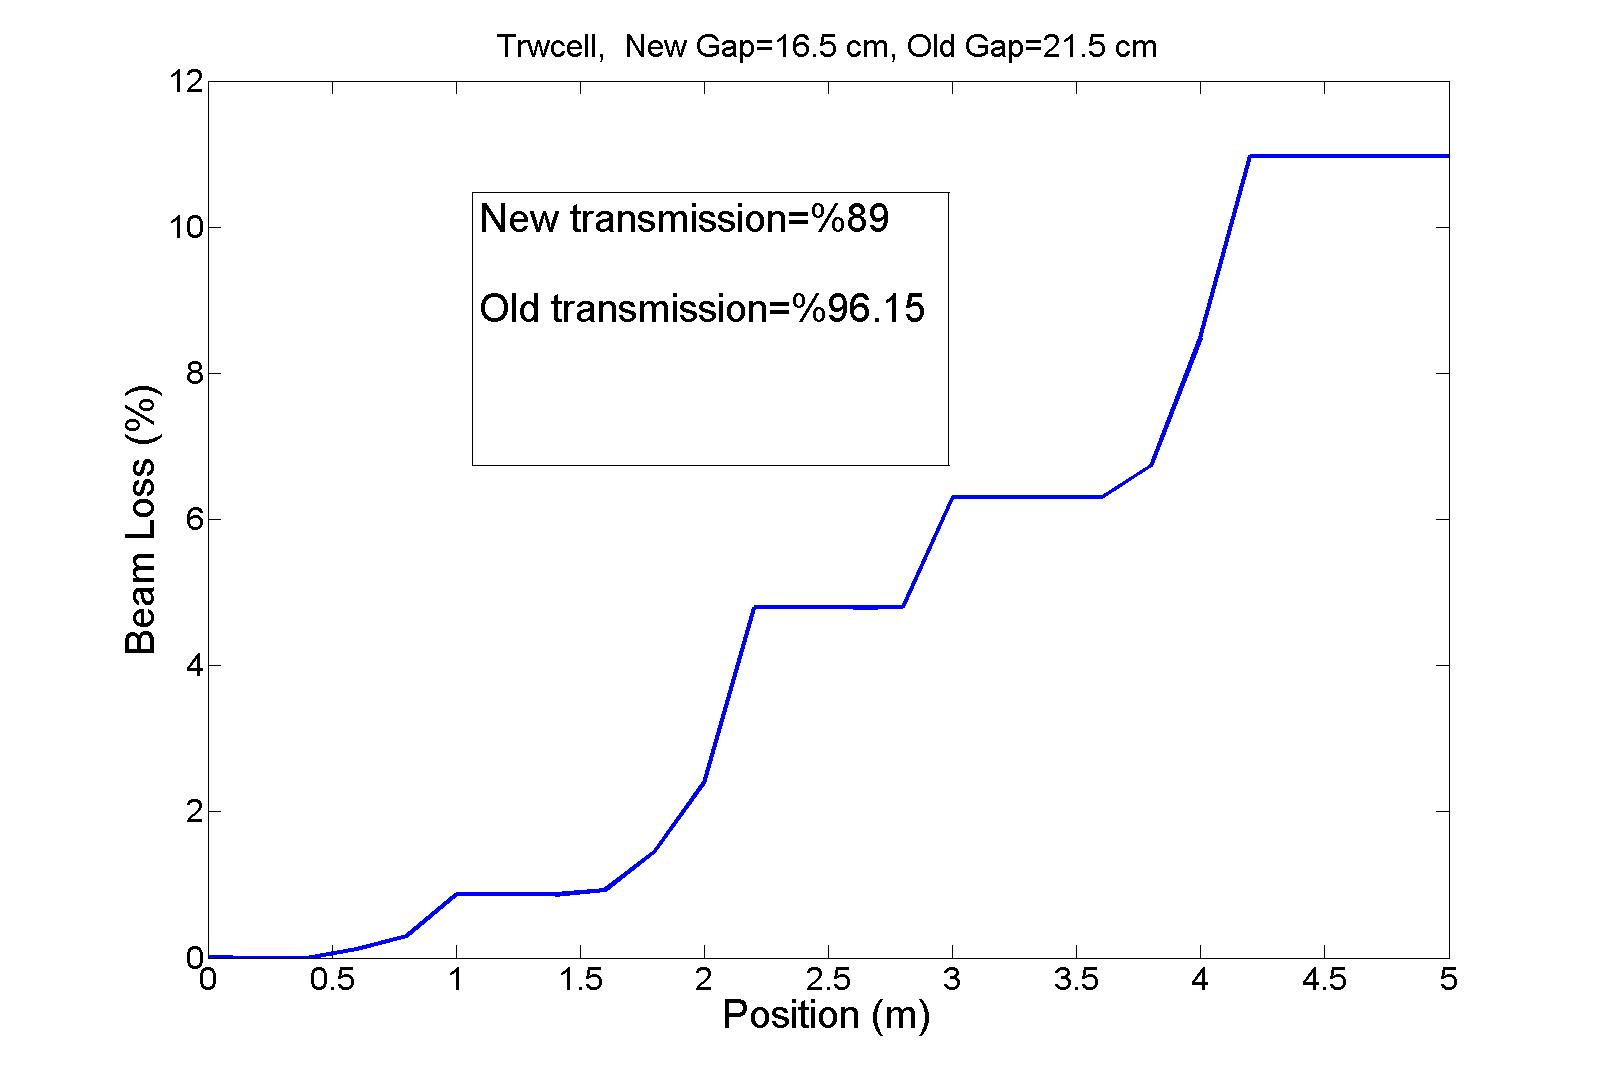 Trwcell,  New Gap=16.5 cm, Old Gap=21.5 cm
12
10
8
6
4
2
0
Beam Loss (%)
New transmission=%89
Old transmission=%96.15
0 0.5 1 1.5 2 2.5 3 3.5 4 4.5 5
Position (m)